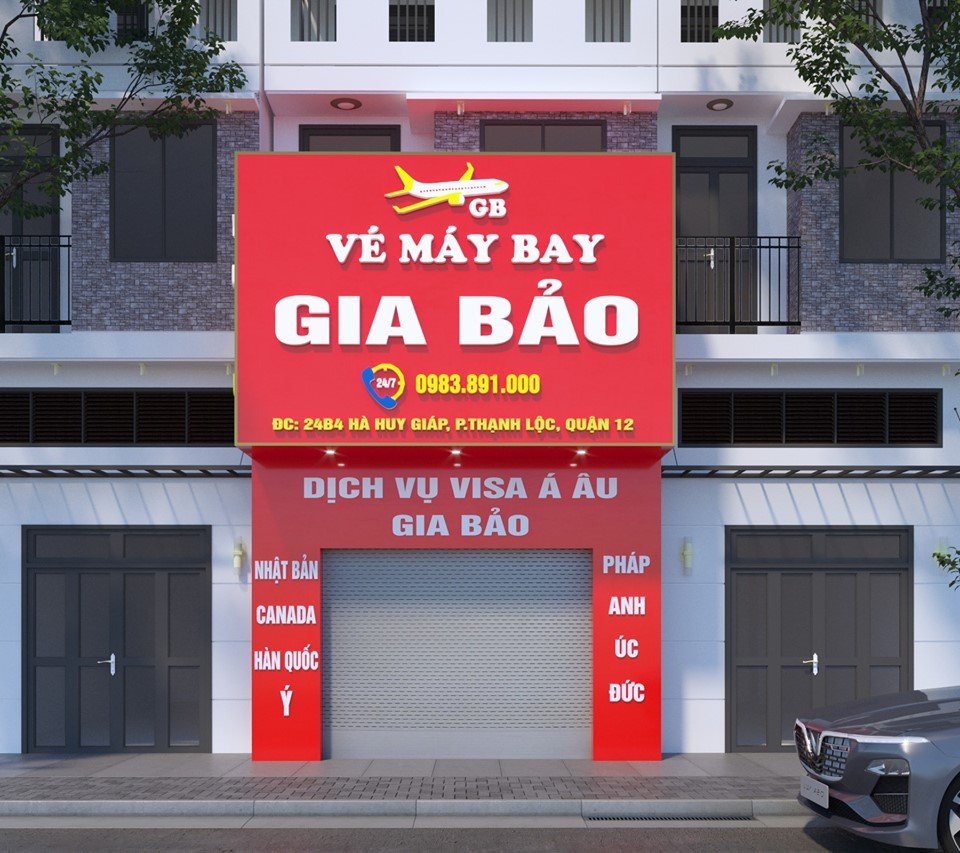 GB
VÉ MÁY BAY
GIA BẢO
24/7 0983.891.000
ĐC: 24B4 HÀ HUY GIÁP, P.THẠNH LỘC, QUẬN 12
DỊCH VỤ VISA Á ÂU
GIA BẢO
NHẬT BẢN
CANADA
HÀN QUỐC
Ý
PHÁP
ANH
ÚC
ĐỨC